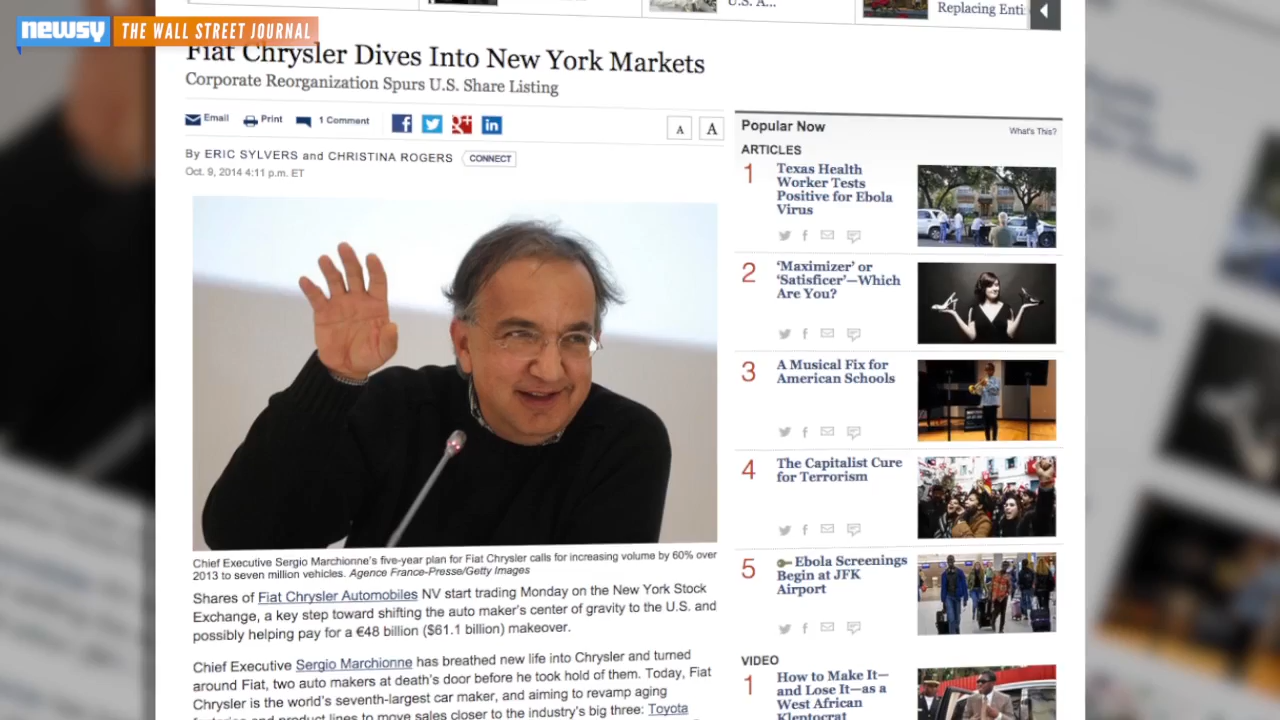 newsy THE WALL STREET JOURNAL
U.S. A...
Replacing Enti
Fiat Chrysler Dives Into New York Markets
Corporate Reorganization Spurs U.S. Share Listing
Email Print 1 Comment
A A
By ERIC SYLVERS and CHRISTINA ROGERS CONNECT
Oct. 9, 2014 4:11 p.m. ET
Chief Executive Sergio Marchionne's five-year plan for Fiat Chrysler calls for increasing volume by 60% over
2013 to seven million vehicles. Agence France-Presse/Getty Images
Shares of Fiat Chrysler Automobiles NV start trading Monday on the New York Stock
Exchange, a key step toward shifting the auto maker's center of gravity to the U.S. and
possibly helping pay for a €48 billion ($61.1 billion) makeover.
Chief Executive Sergio Marchionne has breathed new life into Chrysler and turned
around Fiat, two auto makers at death's door before he took hold of them. Today, Fiat
Chrysler is the world's seventh-largest car maker, and aiming to revamp aging
product lines to move sales closer to the industry's big three: Toyota
Popular Now What's This?
ARTICLES
1 Texas Health
Worker Tests
Positive for Ebola
Virus
2 'Maximizer' or
'Satisficer'—Which
Are You?
3 A Musical Fix for
American Schools
4 The Capitalist Cure
for Terrorism
5 Ebola Screenings
Begin at JFK
Airport
VIDEO
1 How to Make It—
and Lose It—as a
West African
Kleptocrat